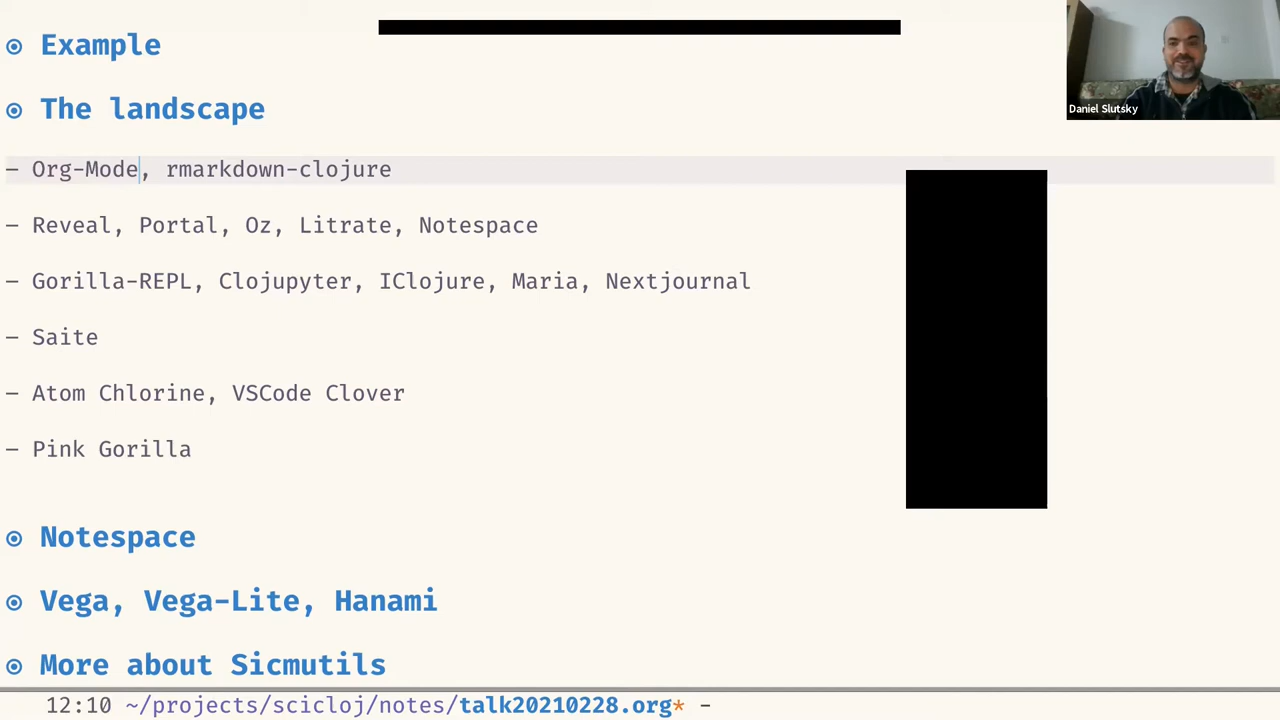 ⊙ Example
⊙ The landscape
– Org-Mode, rmarkdown-clojure
– Reveal, Portal, Oz, Litrate, Notespace
– Gorilla-REPL, Clojupyter, IClojure, Maria, Nextjournal
– Saite
– Atom Chlorine, VSCode Clover
– Pink Gorilla
⊙ Notespace
⊙ Vega, Vega-Lite, Hanami
⊙ More about Sicmutils
12:10 ~/projects/scicloj/notes/talk20210228.org* -
Daniel Slutsky